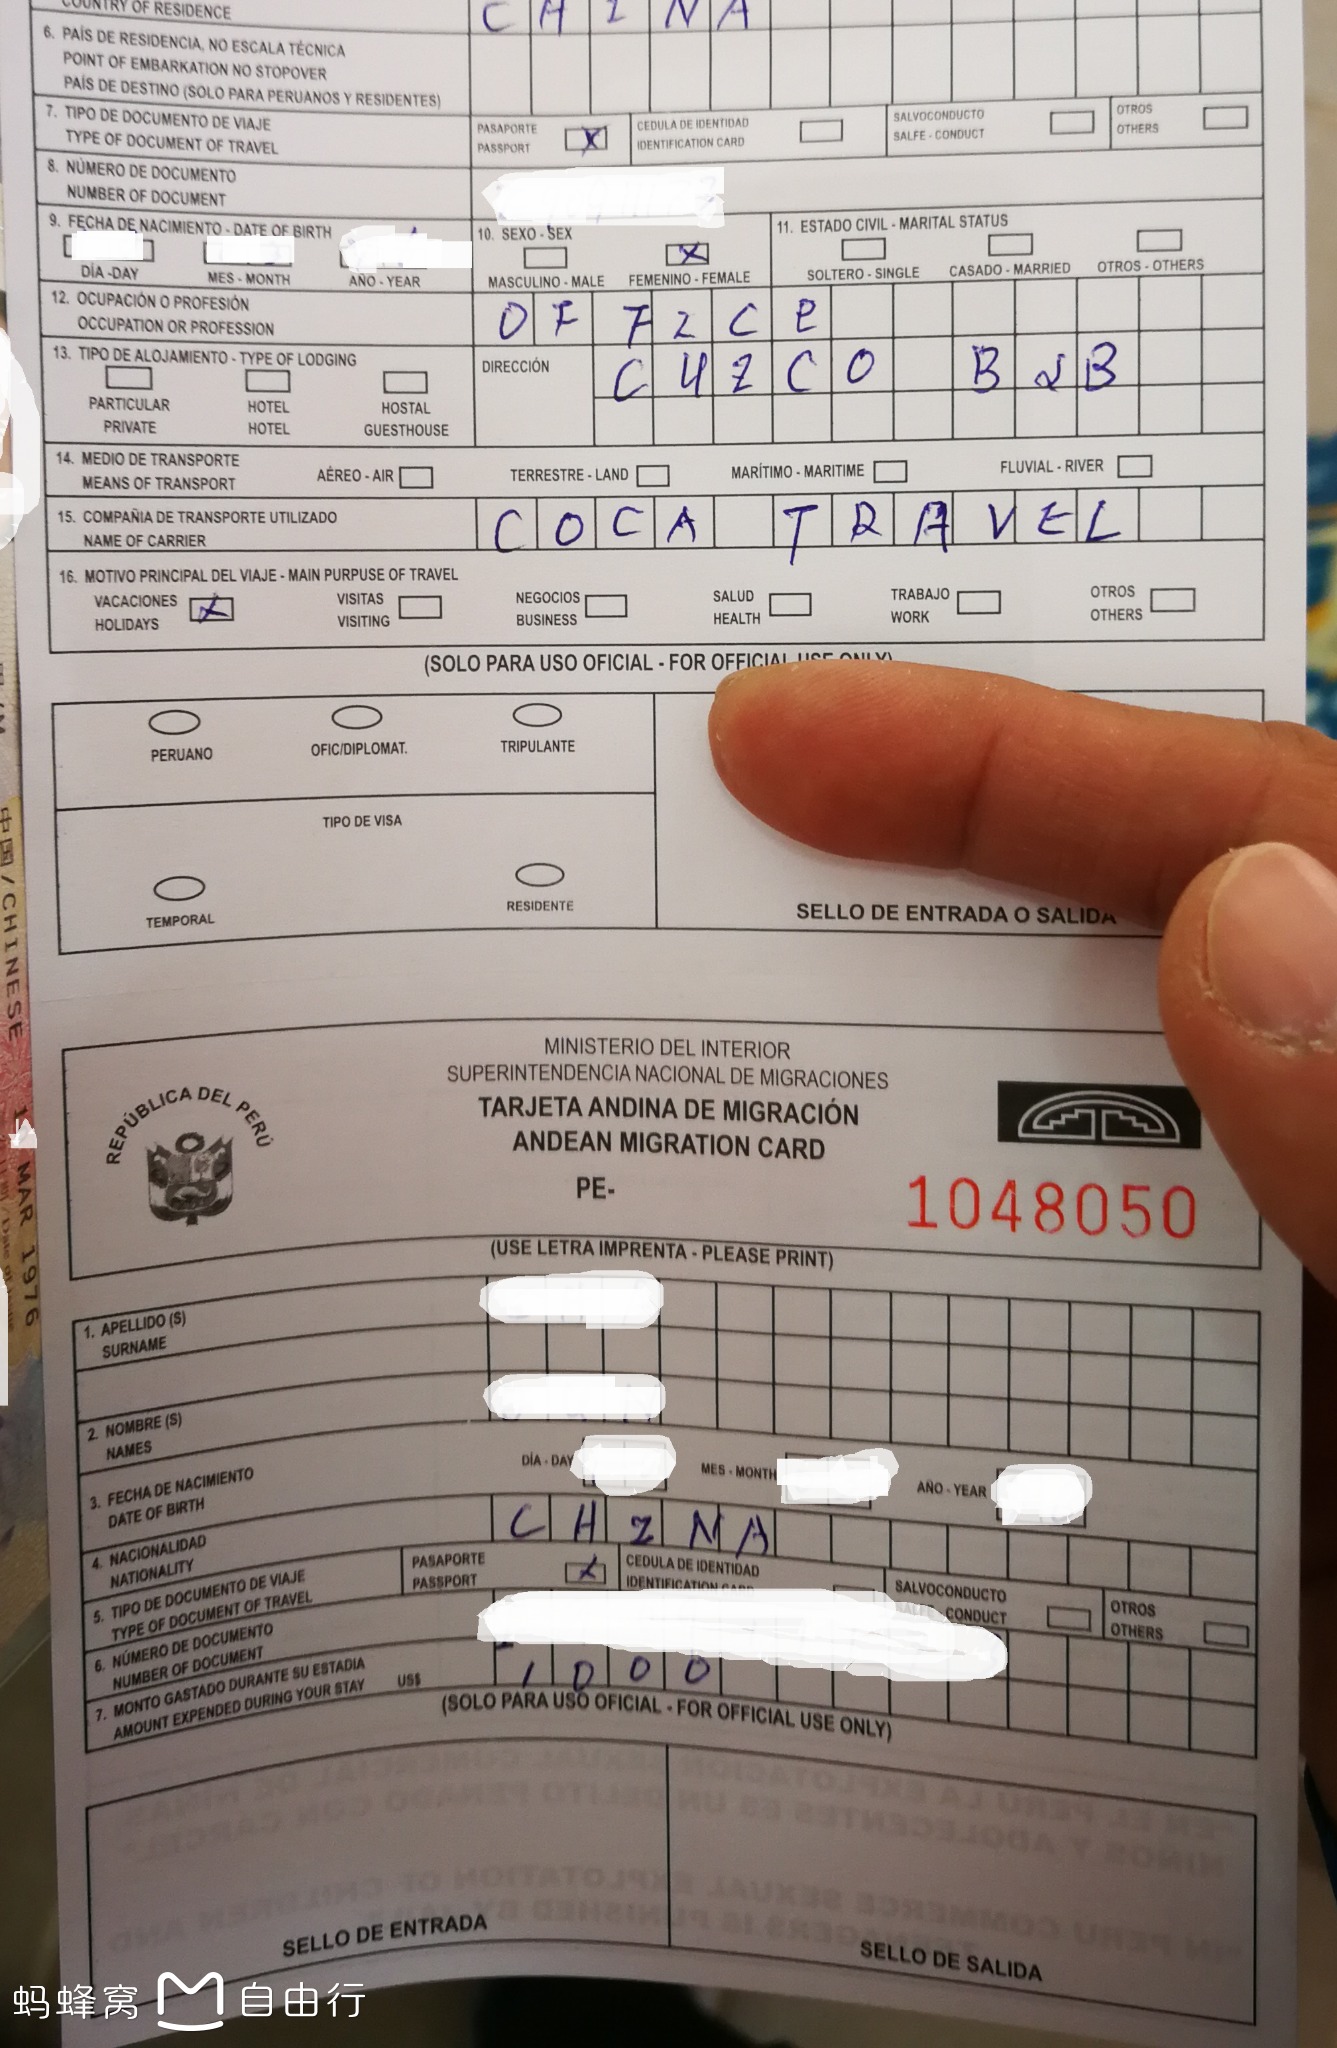 COUNTRY OF RESIDENCE CHINA
6. PAÍS DE RESIDENCIA, NO ESCALA TÉCNICA
POINT OF EMBARKATION NO STOPOVER
PAÍS DE DESTINO (SOLO PARA PERUANOS Y RESIDENTES)
7. TIPO DE DOCUMENTO DE VIAJE
TYPE OF DOCUMENT OF TRAVEL
PASAPORTE
PASSPORT X
CEDULA DE IDENTIDAD
IDENTIFICATION CARD
SALVOCONDUCTO
SALFE - CONDUCT
OTROS
OTHERS
8. NÚMERO DE DOCUMENTO
NUMBER OF DOCUMENT
9. FECHA DE NACIMIENTO - DATE OF BIRTH
DÍA -DAY MES - MONTH AÑO - YEAR
10. SEXO - SEX
X
MASCULINO - MALE FEMENINO - FEMALE
11. ESTADO CIVIL - MARITAL STATUS
SOLTERO - SINGLE CASADO - MARRIED OTROS - OTHERS
12. OCUPACIÓN O PROFESIÓN
OCCUPATION OR PROFESSION
OFFICE
13. TIPO DE ALOJAMIENTO - TYPE OF LODGING
PARTICULAR HOTEL HOSTAL
PRIVATE HOTEL GUESTHOUSE
DIRECCIÓN CUZCO B&B
14. MEDIO DE TRANSPORTE
MEANS OF TRANSPORT
AÉREO - AIR TERRESTRE - LAND MARÍTIMO - MARITIME FLUVIAL - RIVER
15. COMPAÑIA DE TRANSPORTE UTILIZADO
NAME OF CARRIER
COCA TRAVEL
16. MOTIVO PRINCIPAL DEL VIAJE - MAIN PURPUSE OF TRAVEL
VACACIONES
HOLIDAYS X
VISITAS
VISITING
NEGOCIOS
BUSINESS
SALUD
HEALTH
TRABAJO
WORK
OTROS
OTHERS
(SOLO PARA USO OFICIAL - FOR OFFICIAL USE ONLY)
PERUANO OFIC/DIPLOMAT. TRIPULANTE
TIPO DE VISA
TEMPORAL RESIDENTE
SELLO DE ENTRADA O SALIDA
中国/CHINESE
MAR 1976
REPÚBLICA DEL PERÚ
MINISTERIO DEL INTERIOR
SUPERINTENDENCIA NACIONAL DE MIGRACIONES
TARJETA ANDINA DE MIGRACIÓN
ANDEAN MIGRATION CARD
PE- 1048050
(USE LETRA IMPRENTA - PLEASE PRINT)
1. APELLIDO (S)
SURNAME
2. NOMBRE (S)
NAMES
3. FECHA DE NACIMIENTO
DATE OF BIRTH
DÍA - DAY MES - MONTH AÑO - YEAR
4. NACIONALIDAD
NATIONALITY
CHINA
5. TIPO DE DOCUMENTO DE VIAJE
TYPE OF DOCUMENT OF TRAVEL
PASAPORTE
PASSPORT X
CEDULA DE IDENTIDAD
IDENTIFICATION CARD
SALVOCONDUCTO
CONDUCT
OTROS
OTHERS
6. NÚMERO DE DOCUMENTO
NUMBER OF DOCUMENT
7. MONTO GASTADO DURANTE SU ESTADIA
AMOUNT EXPENDED DURING YOUR STAY
US$ 1000
(SOLO PARA USO OFICIAL - FOR OFFICIAL USE ONLY)
SELLO DE ENTRADA
SELLO DE SALIDA
蚂蜂窝 自由行